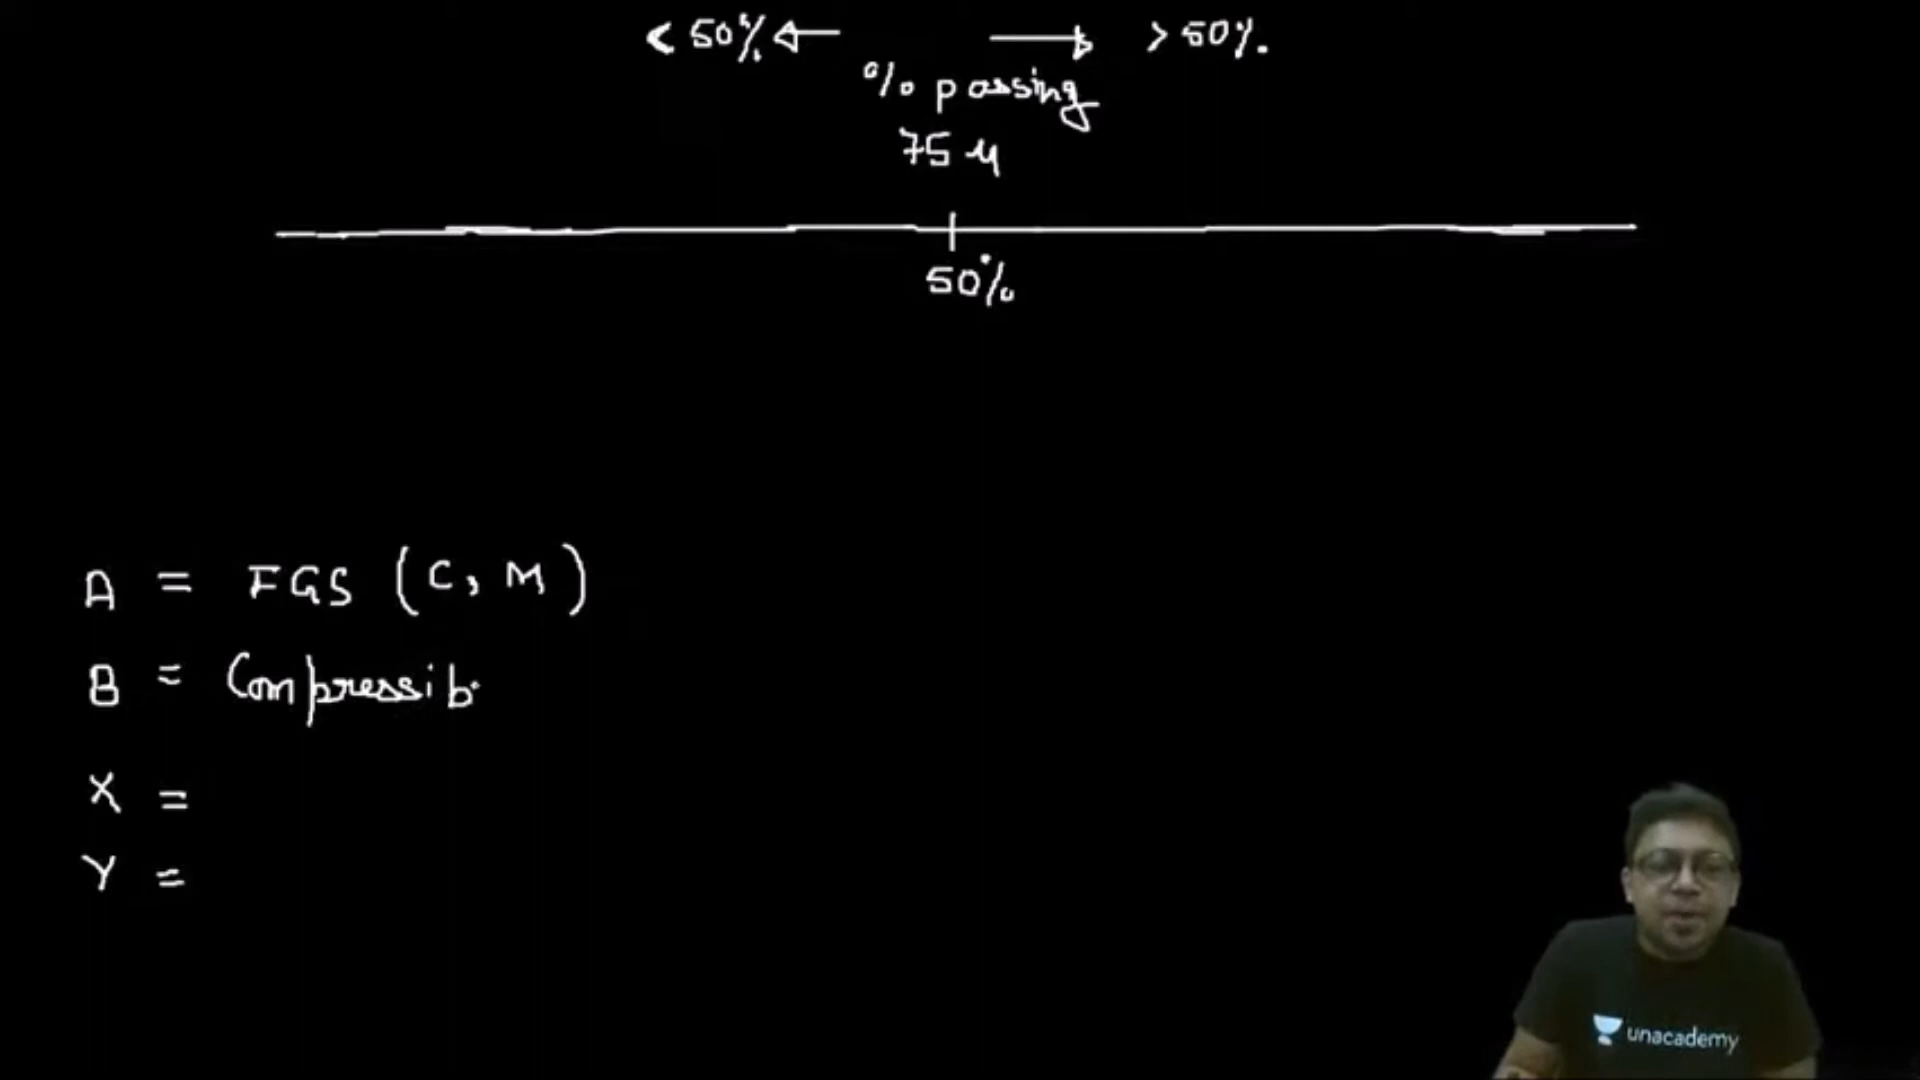 < 50% ← → > 50%.
% passing
75 μ
50%
A = FGS (C, M)
B = Compressib
X =
Y =
unacademy